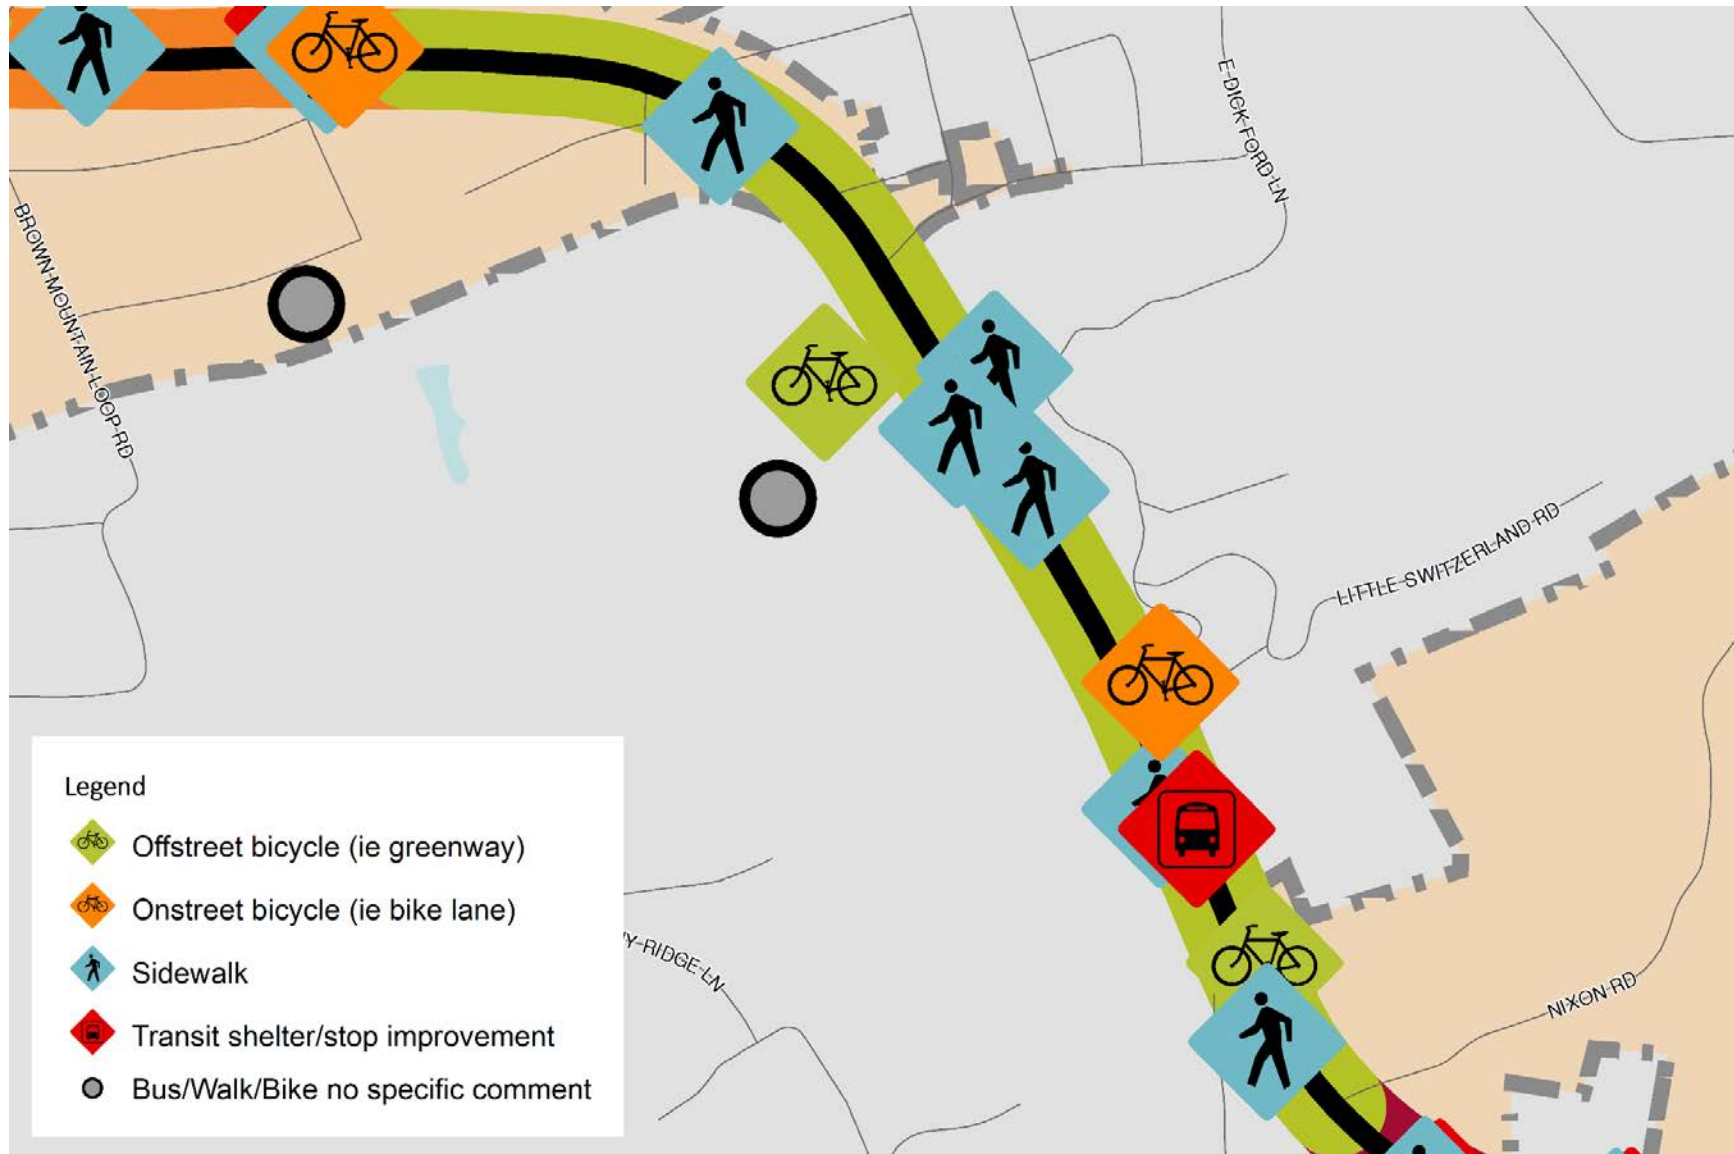 E DICK FORD LN
BROWN MOUNTAIN LOOP RD
LITTLE SWITZERLAND RD
Legend
Offstreet bicycle (ie greenway)
Onstreet bicycle (ie bike lane)
Sidewalk
Transit shelter/stop improvement
Bus/Walk/Bike no specific comment
Y RIDGE LN
NIXON RD